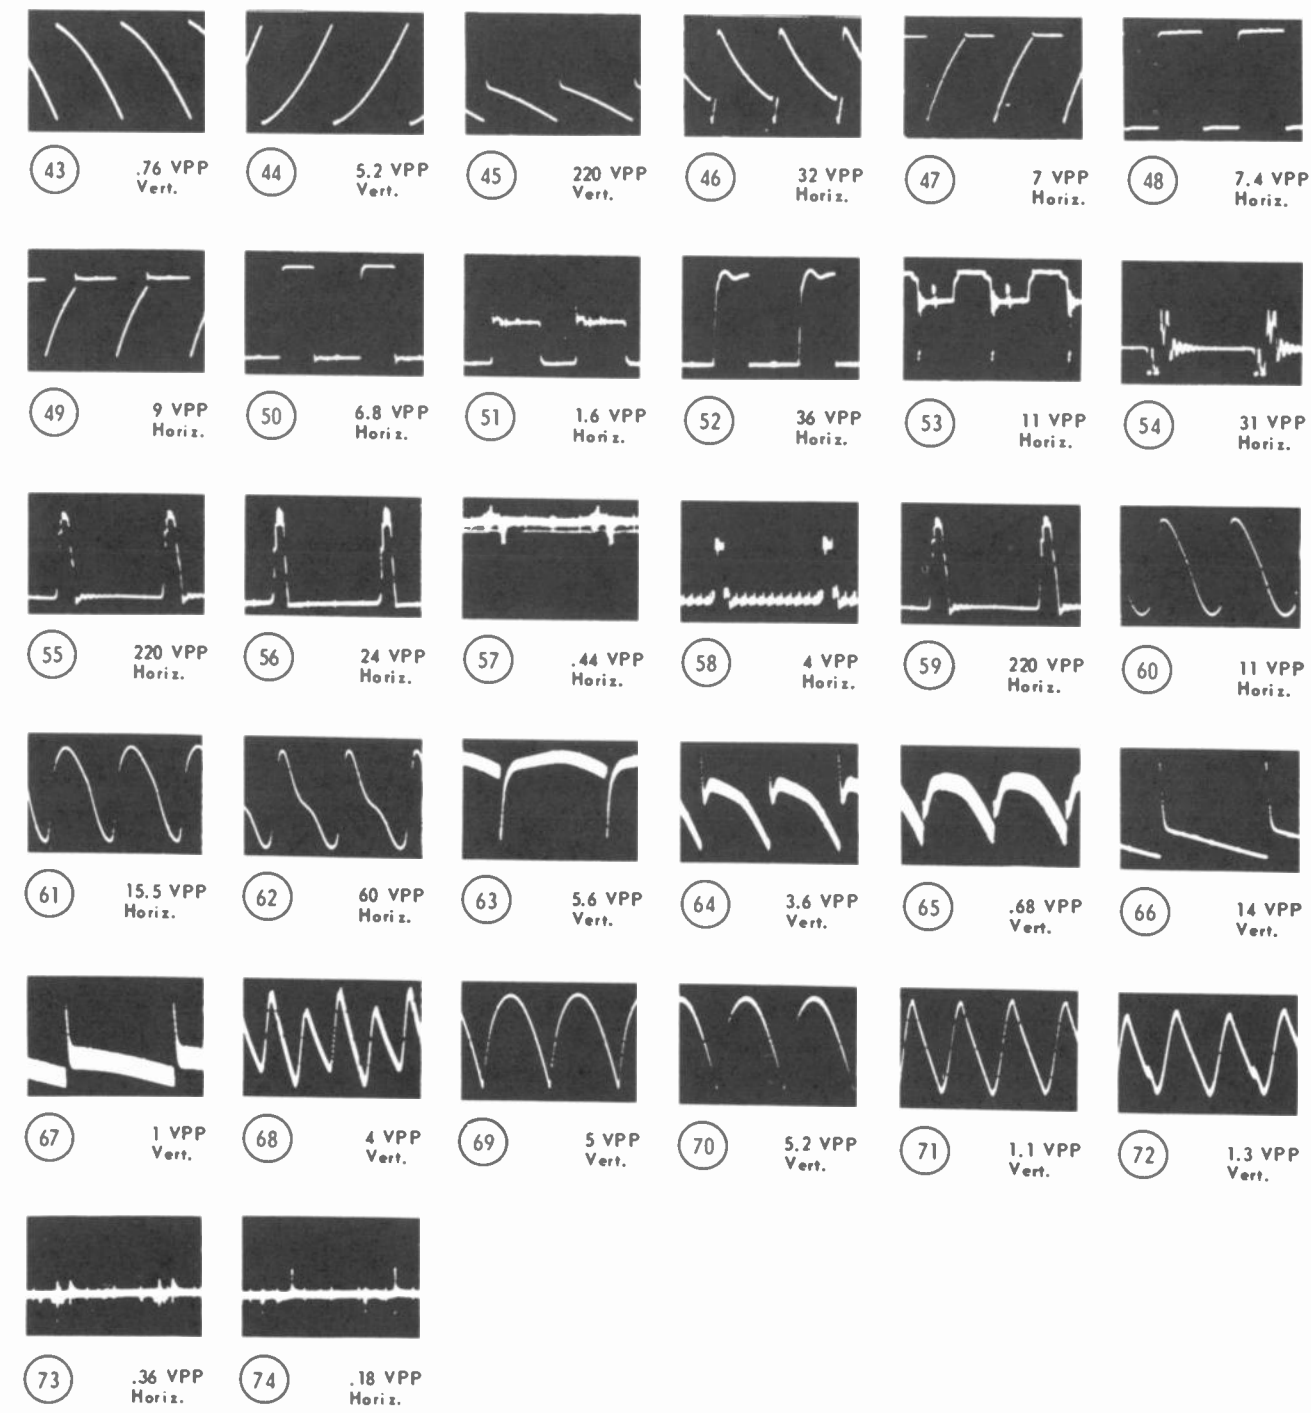 43 .76 VPP
Vert.
44 5.2 VPP
Vert.
45 220 VPP
Vert.
46 32 VPP
Horiz.
47 7 VPP
Horiz.
48 7.4 VPP
Horiz.
49 9 VPP
Horiz.
50 6.8 VPP
Horiz.
51 1.6 VPP
Horiz.
52 36 VPP
Horiz.
53 11 VPP
Horiz.
54 31 VPP
Horiz.
55 220 VPP
Horiz.
56 24 VPP
Horiz.
57 .44 VPP
Horiz.
58 4 VPP
Horiz.
59 220 VPP
Horiz.
60 11 VPP
Horiz.
61 15.5 VPP
Horiz.
62 60 VPP
Horiz.
63 5.6 VPP
Vert.
64 3.6 VPP
Vert.
65 .68 VPP
Vert.
66 14 VPP
Vert.
67 1 VPP
Vert.
68 4 VPP
Vert.
69 5 VPP
Vert.
70 5.2 VPP
Vert.
71 1.1 VPP
Vert.
72 1.3 VPP
Vert.
73 .36 VPP
Horiz.
74 .18 VPP
Horiz.